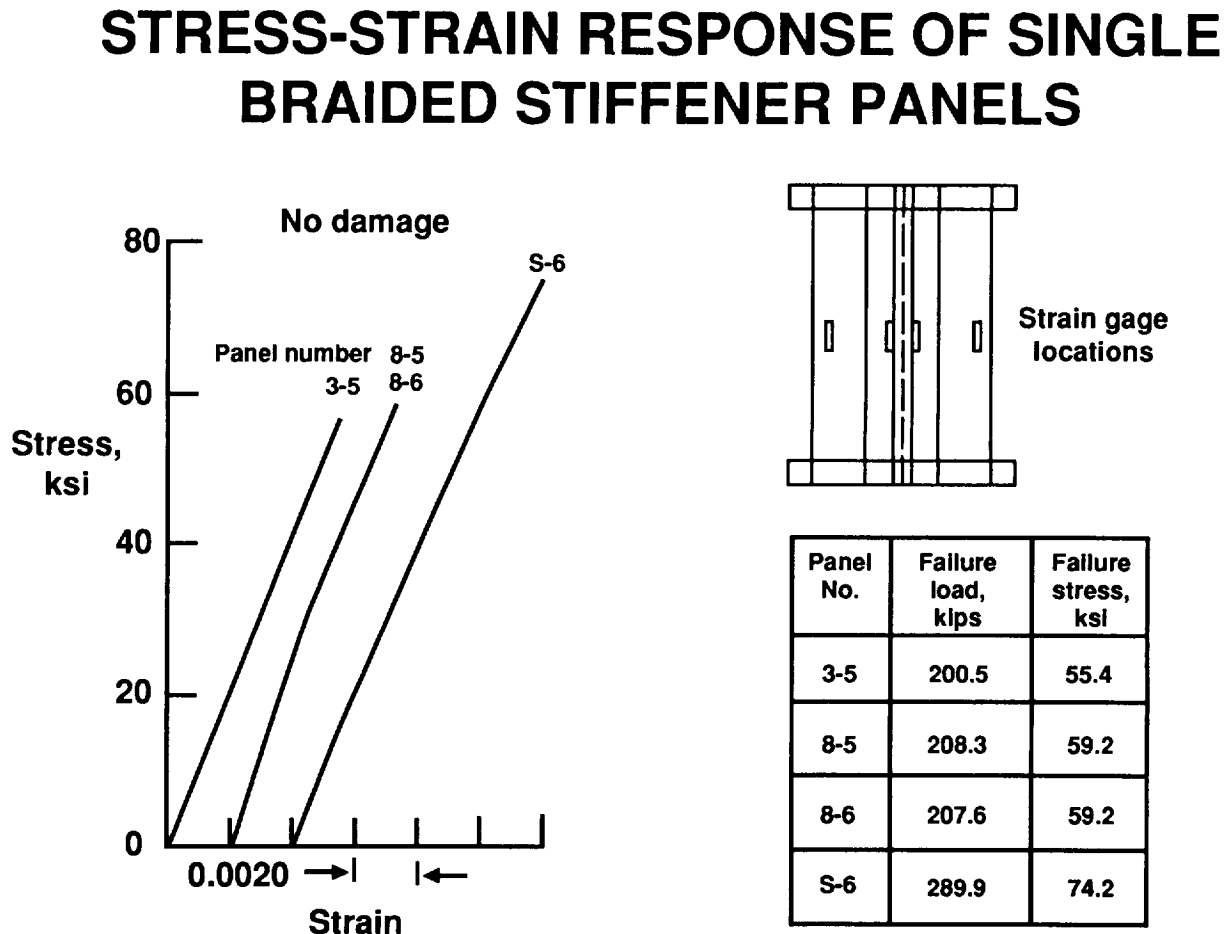 STRESS-STRAIN RESPONSE OF SINGLE
BRAIDED STIFFENER PANELS
No damage
80
S-6
Panel number 8-5
3-5 8-6
60
Stress,
ksi
40
20
0
0.0020
Strain
Strain gage
locations
Panel No. Failure load, kips Failure stress, ksi
3-5 200.5 55.4
8-5 208.3 59.2
8-6 207.6 59.2
S-6 289.9 74.2